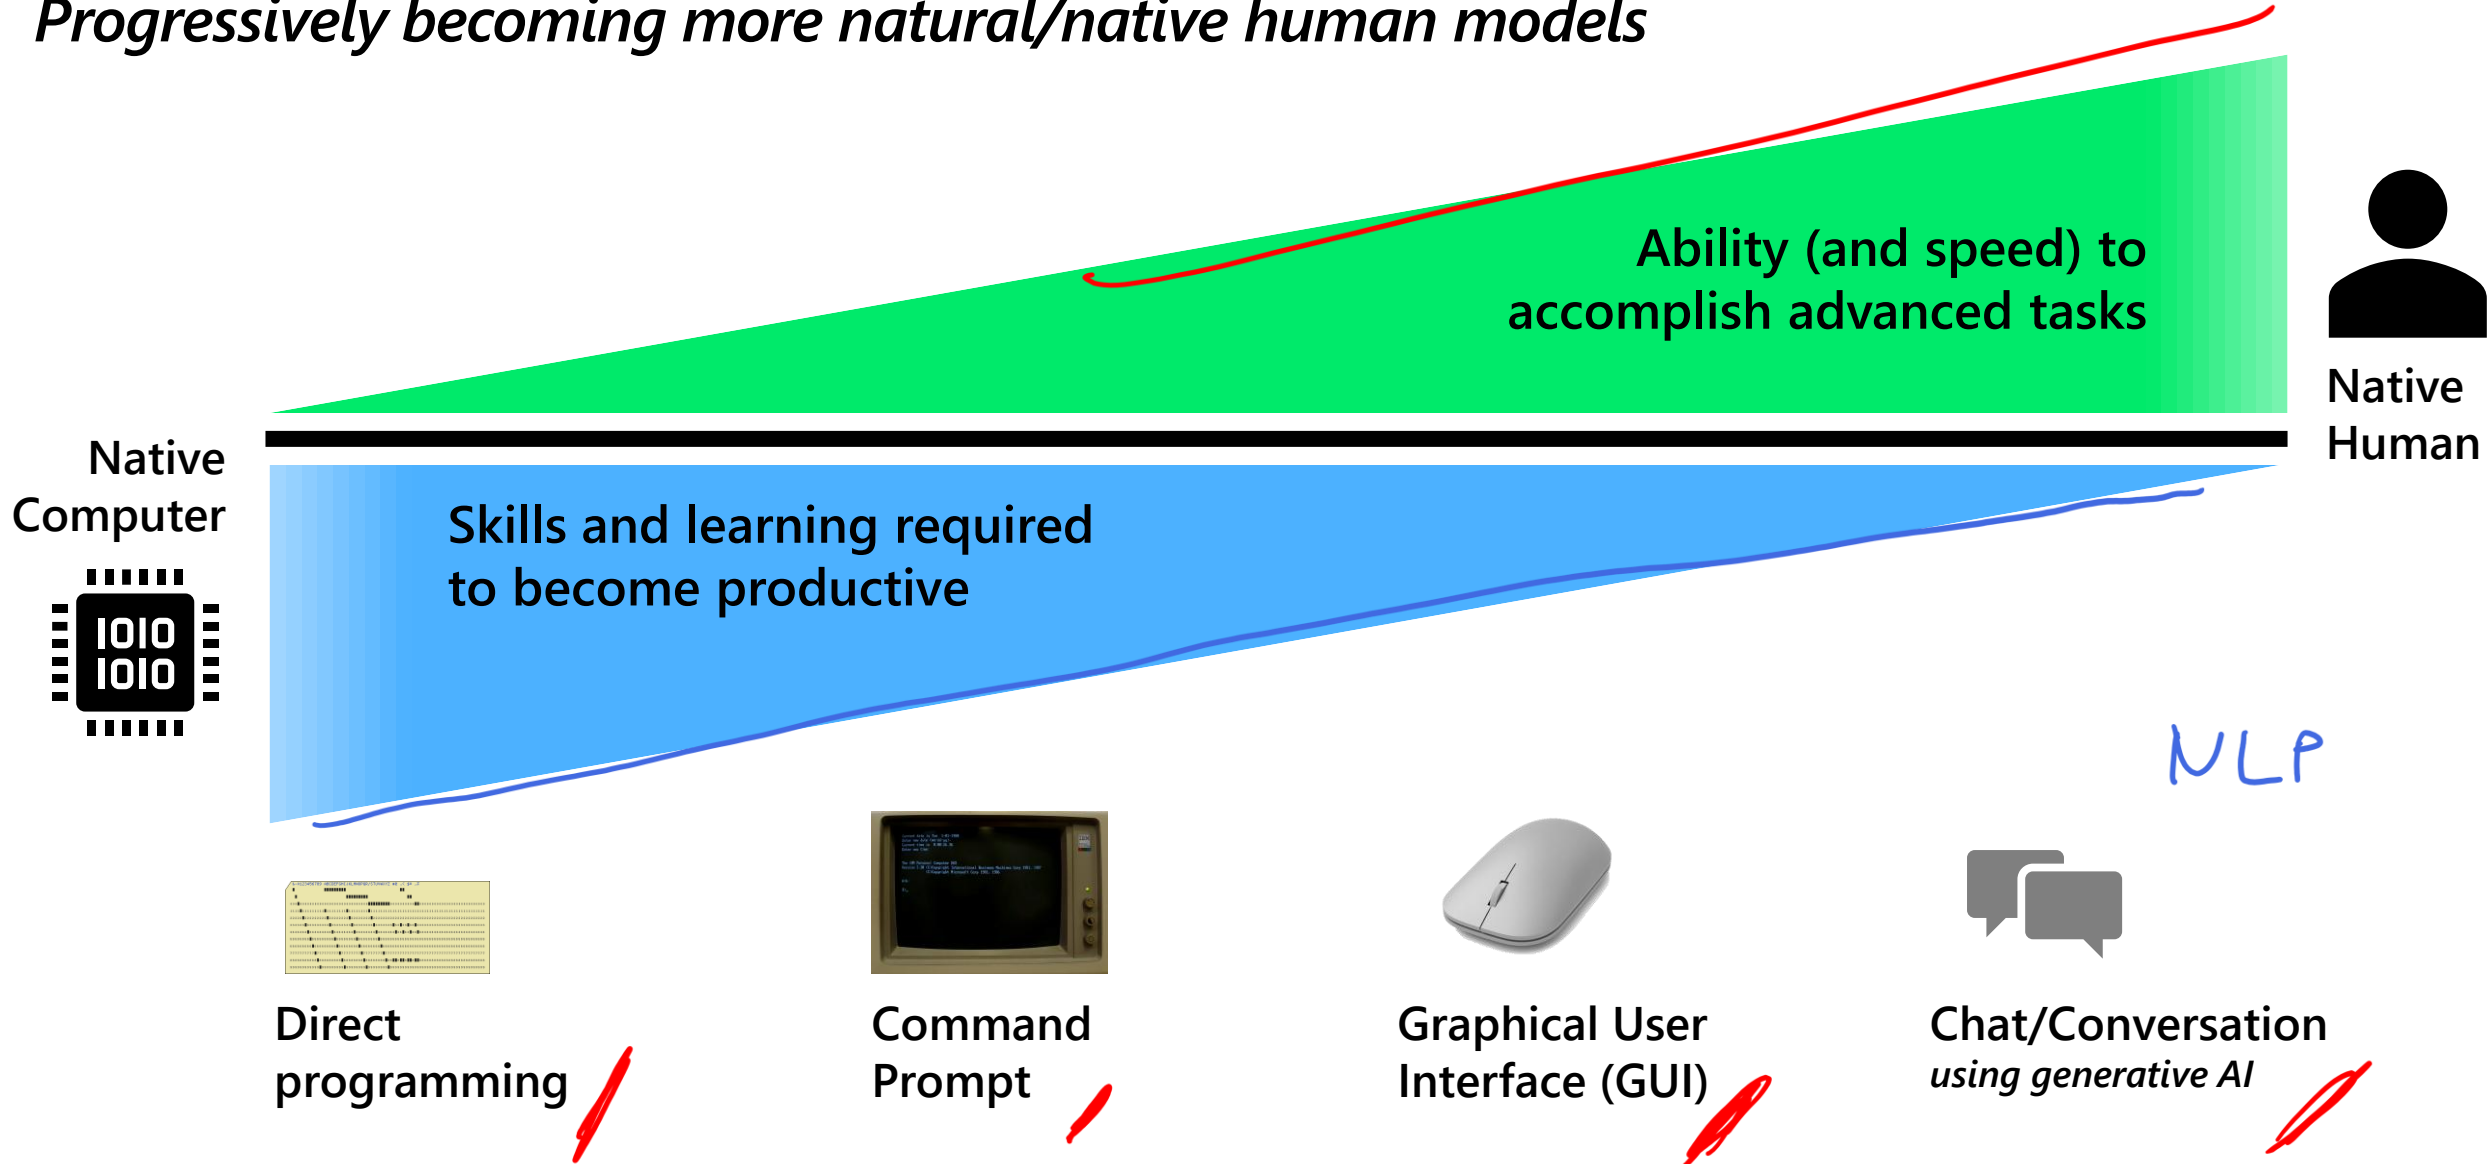 Progressively becoming more natural/native human models
Ability (and speed) to
accomplish advanced tasks
Native
Human
Native
Computer
1010
1010
Skills and learning required
to become productive
NLP
Direct
programming
Command
Prompt
Graphical User
Interface (GUI)
Chat/Conversation
using generative AI